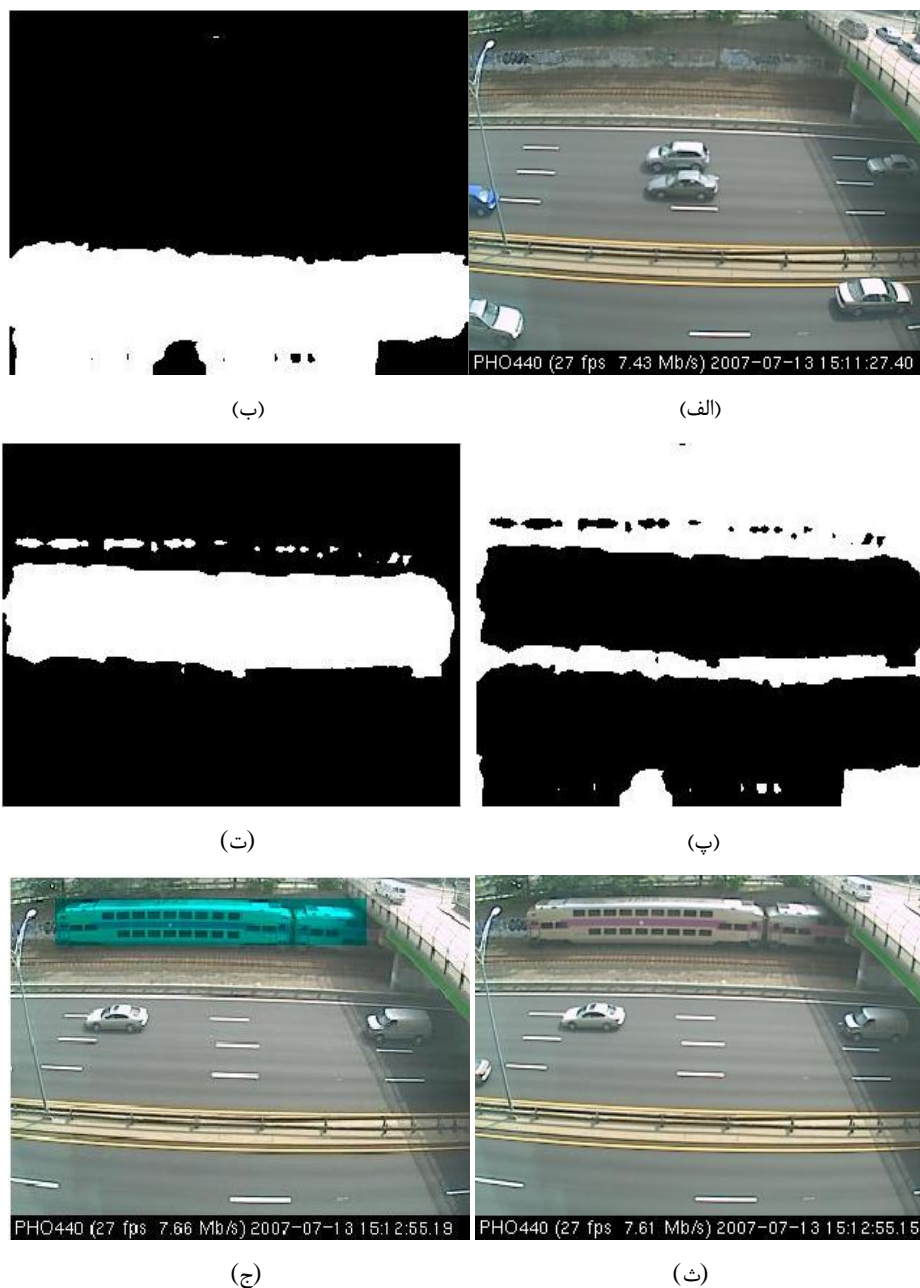 PHO440 (27 fps 7.43 Mb/s) 2007-07-13 15:11:27.40
(الف)
(ب)
(پ)
(ت)
PHO440 (27 fps 7.61 Mb/s) 2007-07-13 15:12:55.15
PHO440 (27 fps 7.66 Mb/s) 2007-07-13 15:12:55.19
(ث)
(ج)